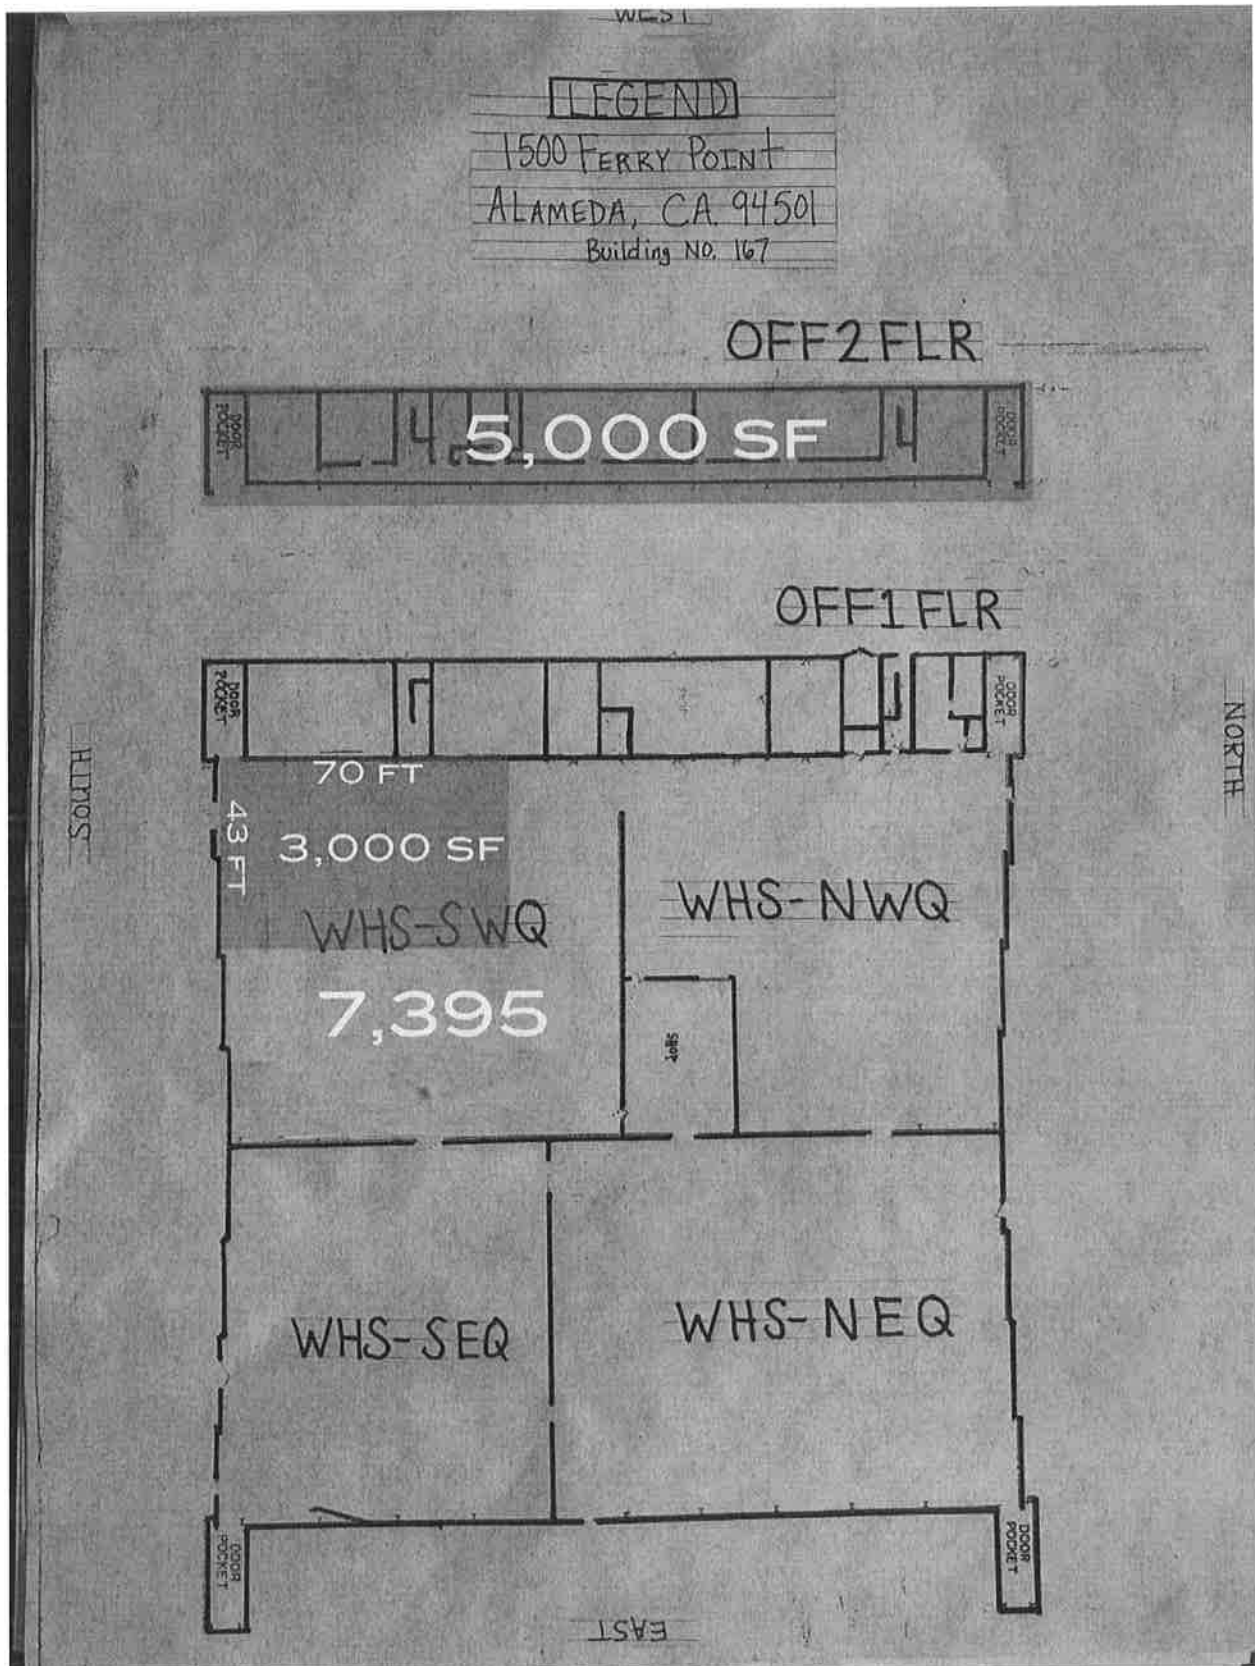 WEST
LEGEND
1500 FERRY POINT
ALAMEDA, CA. 94501
Building NO. 167
OFF2FLR
DOOR POCKET
5,000 SF
DOOR POCKET
OFF1FLR
DOOR POCKET
DOOR POCKET
NORTH
SOUTH
70 FT
43 FT
3,000 SF
WHS-SWQ
WHS-NWQ
7,395
WHS-SEQ
WHS-NEQ
DOOR POCKET
DOOR POCKET
EAST